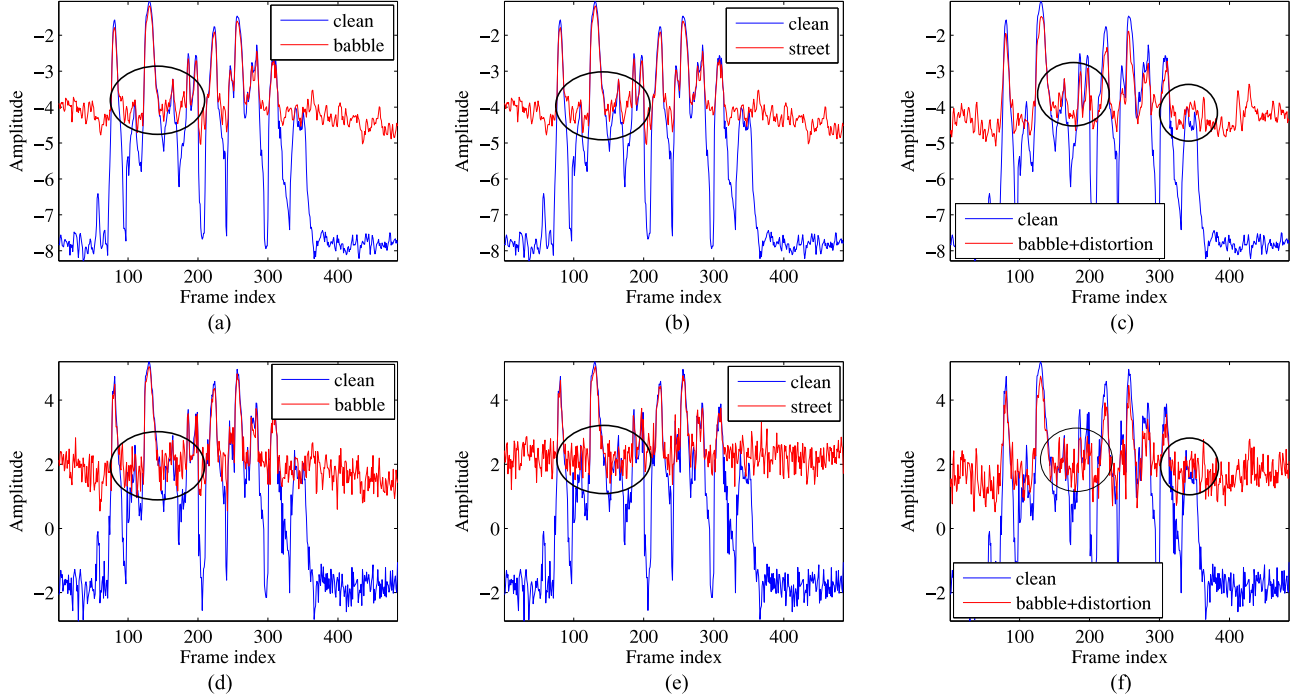 clean
babble
Amplitude
−2
−3
−4
−5
−6
−7
−8
100
200
300
400
Frame index
(a)
clean
street
Amplitude
−2
−3
−4
−5
−6
−7
−8
100
200
300
400
Frame index
(b)
clean
babble+distortion
Amplitude
−2
−3
−4
−5
−6
−7
−8
100
200
300
400
Frame index
(c)
clean
babble
Amplitude
4
2
0
−2
100
200
300
400
Frame index
(d)
clean
street
Amplitude
4
2
0
−2
100
200
300
400
Frame index
(e)
clean
babble+distortion
Amplitude
4
2
0
−2
100
200
300
400
Frame index
(f)